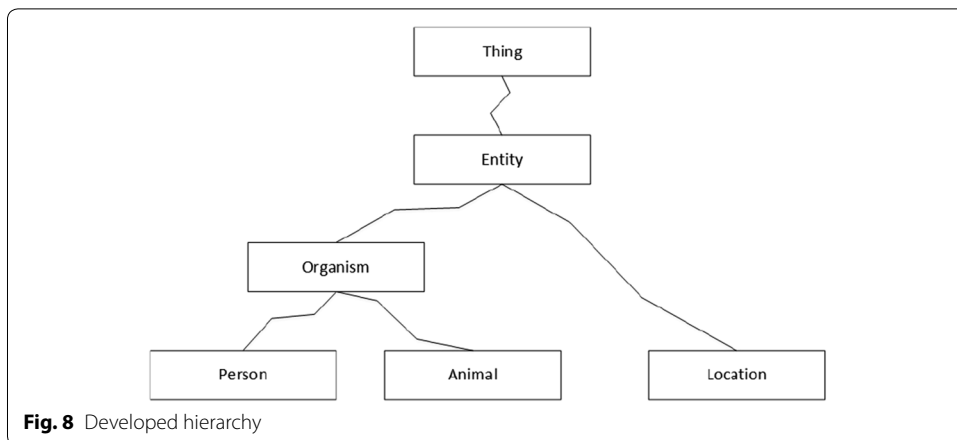 Thing
Entity
Organism
Person
Animal
Location
Fig. 8 Developed hierarchy